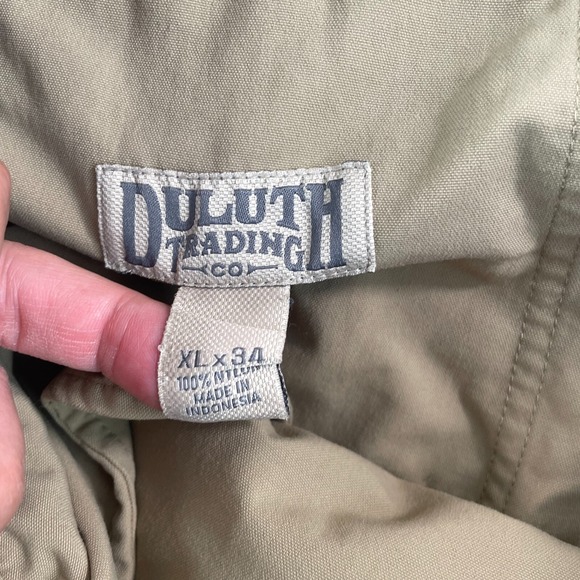 DULUTH
TRADING
CO
XL x 34
100% NYLON
MADE IN
INDONESIA